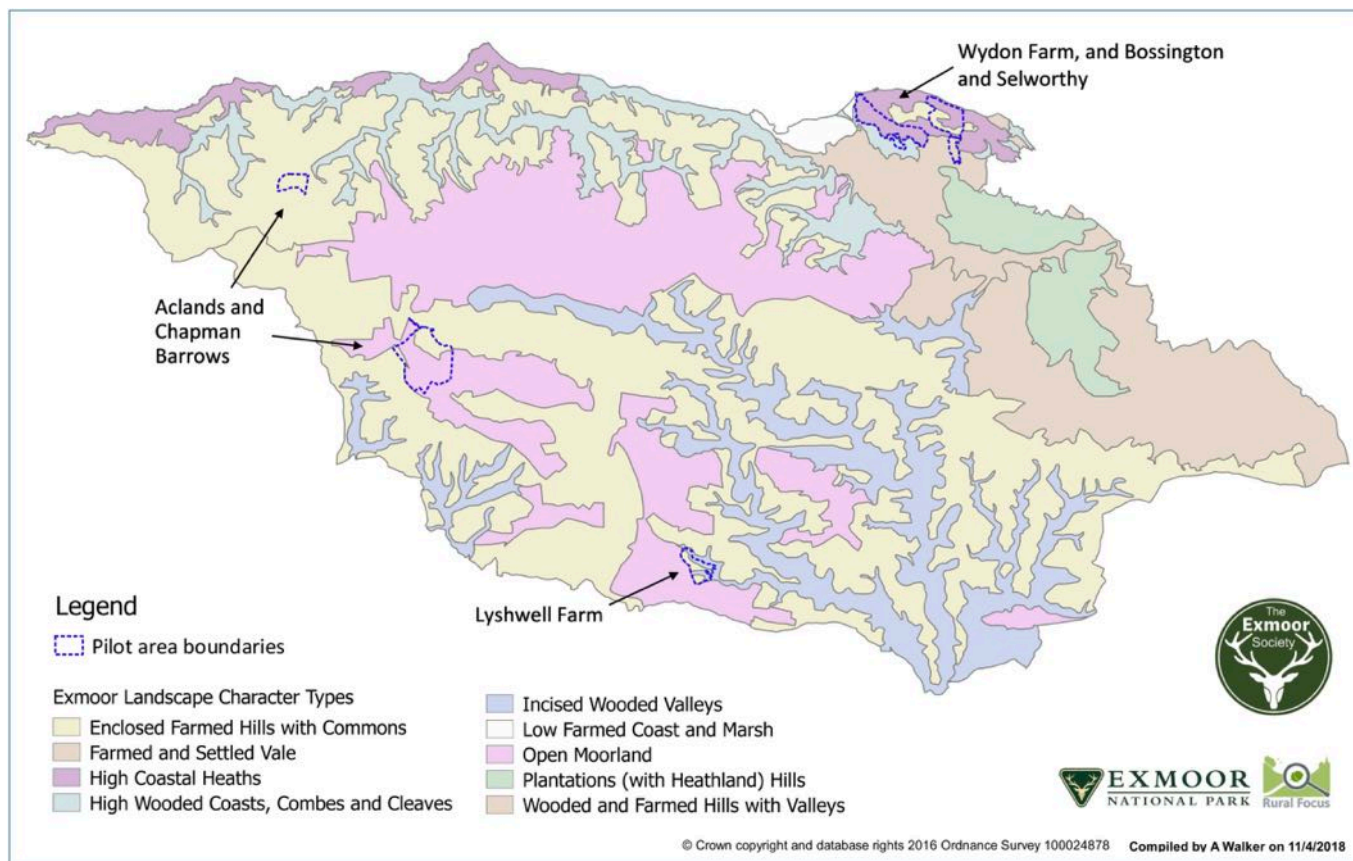 Wydon Farm, and Bossington
and Selworthy
Aclands and
Chapman
Barrows
Lyshwell Farm
Legend
Pilot area boundaries
Exmoor Landscape Character Types
Enclosed Farmed Hills with Commons
Farmed and Settled Vale
High Coastal Heaths
High Wooded Coasts, Combes and Cleaves
Incised Wooded Valleys
Low Farmed Coast and Marsh
Open Moorland
Plantations (with Heathland) Hills
Wooded and Farmed Hills with Valleys
The
Exmoor
Society
EXMOOR
NATIONAL PARK
Rural Focus
© Crown copyright and database rights 2016 Ordnance Survey 100024878 Compiled by A Walker on 11/4/2018